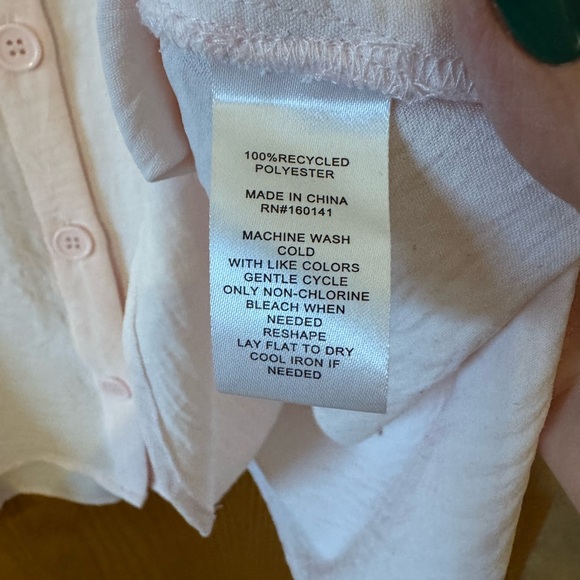 100%RECYCLED
POLYESTER
MADE IN CHINA
RN#160141
MACHINE WASH
COLD
WITH LIKE COLORS
GENTLE CYCLE
ONLY NON-CHLORINE
BLEACH WHEN
NEEDED
RESHAPE
LAY FLAT TO DRY
COOL IRON IF
NEEDED